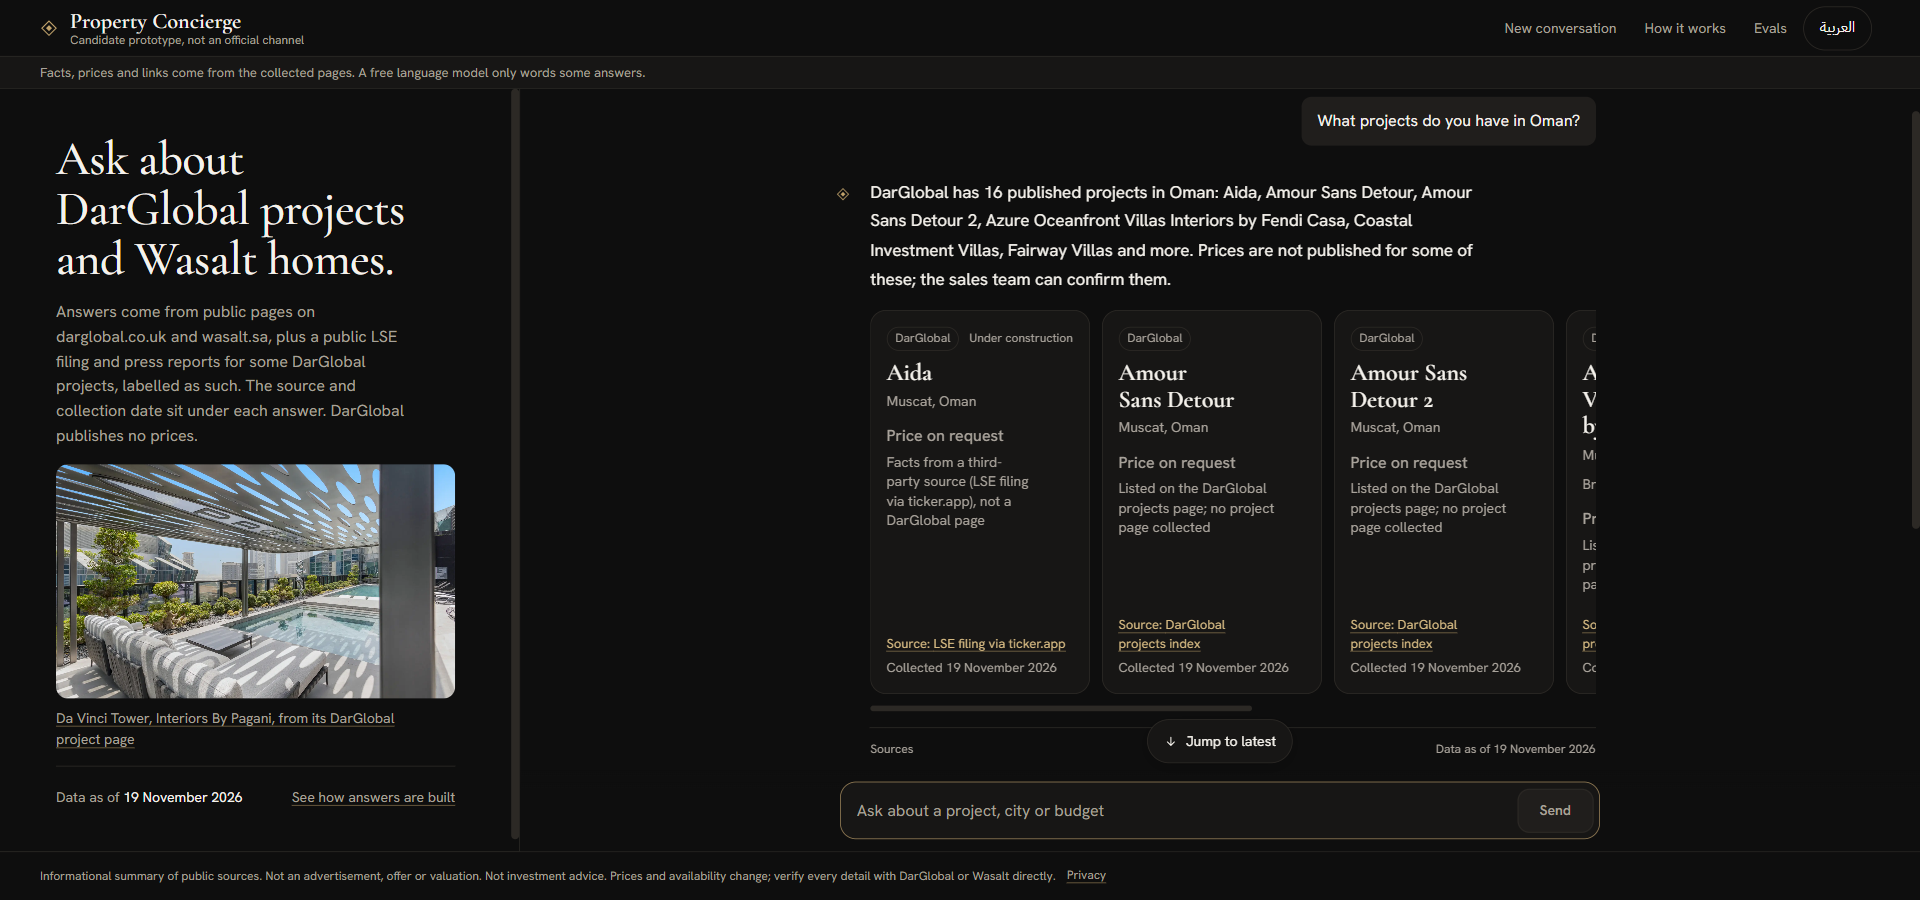 Property Concierge
Candidate prototype, not an official channel
New conversation
How it works
Evals
العربية
Facts, prices and links come from the collected pages. A free language model only words some answers.
Ask about
DarGlobal projects
and Wasalt homes.
Answers come from public pages on
darglobal.co.uk and wasalt.sa, plus a public LSE
filing and press reports for some DarGlobal
projects, labelled as such. The source and
collection date sit under each answer. DarGlobal
publishes no prices.
Da Vinci Tower, Interiors By Pagani, from its DarGlobal
project page
Data as of 19 November 2026
See how answers are built
What projects do you have in Oman?
DarGlobal has 16 published projects in Oman: Aida, Amour Sans Detour, Amour
Sans Detour 2, Azure Oceanfront Villas Interiors by Fendi Casa, Coastal
Investment Villas, Fairway Villas and more. Prices are not published for some of
these; the sales team can confirm them.
DarGlobal
Under construction
Aida
Muscat, Oman
Price on request
Facts from a third-
party source (LSE filing
via ticker.app), not a
DarGlobal page
Source: LSE filing via ticker.app
Collected 19 November 2026
DarGlobal
Amour
Sans Detour
Muscat, Oman
Price on request
Listed on the DarGlobal
projects page; no project
page collected
Source: DarGlobal
projects index
Collected 19 November 2026
DarGlobal
Amour Sans
Detour 2
Muscat, Oman
Price on request
Listed on the DarGlobal
projects page; no project
page collected
Source: DarGlobal
projects index
Collected 19 November 2026
Sources
Jump to latest
Data as of 19 November 2026
Ask about a project, city or budget
Send
Informational summary of public sources. Not an advertisement, offer or valuation. Not investment advice. Prices and availability change; verify every detail with DarGlobal or Wasalt directly.
Privacy